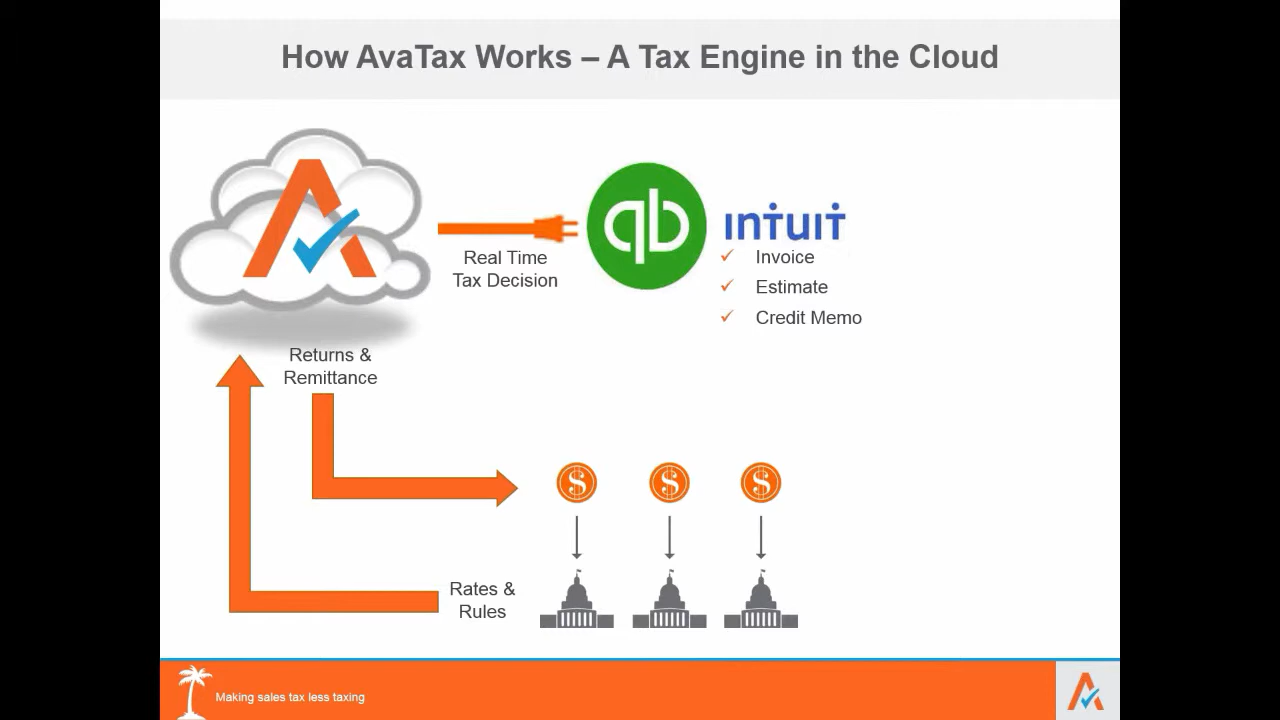 How AvaTax Works – A Tax Engine in the Cloud
qb
intuit
Real Time
Tax Decision
✓ Invoice
✓ Estimate
✓ Credit Memo
Returns &
Remittance
$ $ $
Rates &
Rules
Making sales tax less taxing